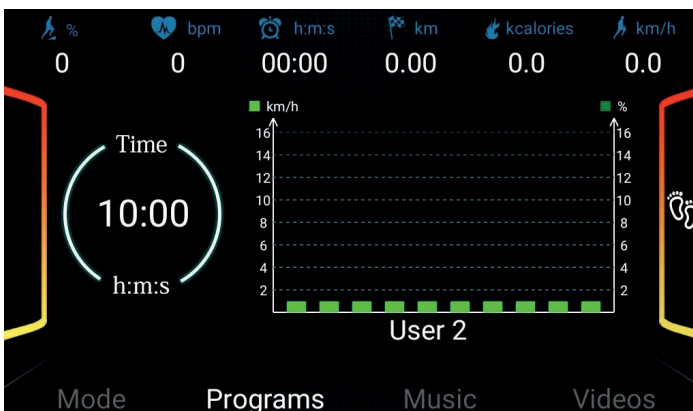 % bpm h:m:s km kcalories km/h
0 0 00:00 0.00 0.0 0.0
km/h %
Time
10:00
h:m:s
16 16
14 14
12 12
10 10
8 8
6 6
4 4
2 2
User 2
Mode Programs Music Videos